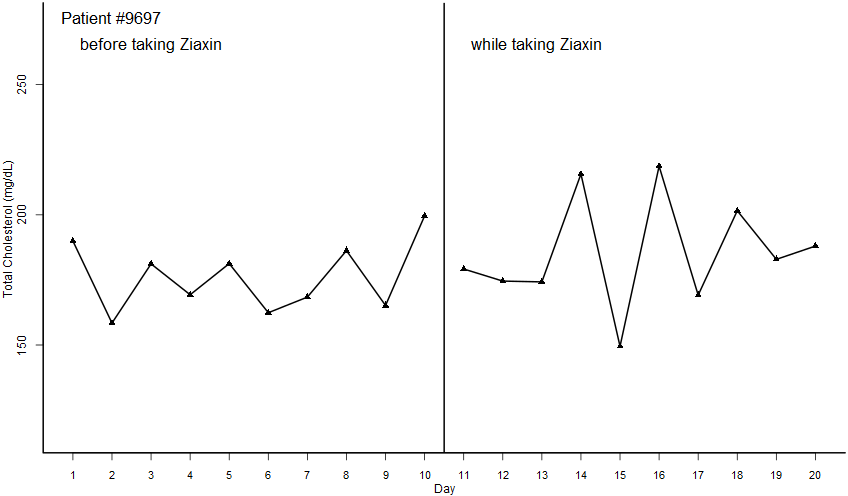 Patient #9697
before taking Ziaxin
while taking Ziaxin
Total Cholesterol (mg/dL)
250
200
150
1 2 3 4 5 6 7 8 9 10 11 12 13 14 15 16 17 18 19 20
Day